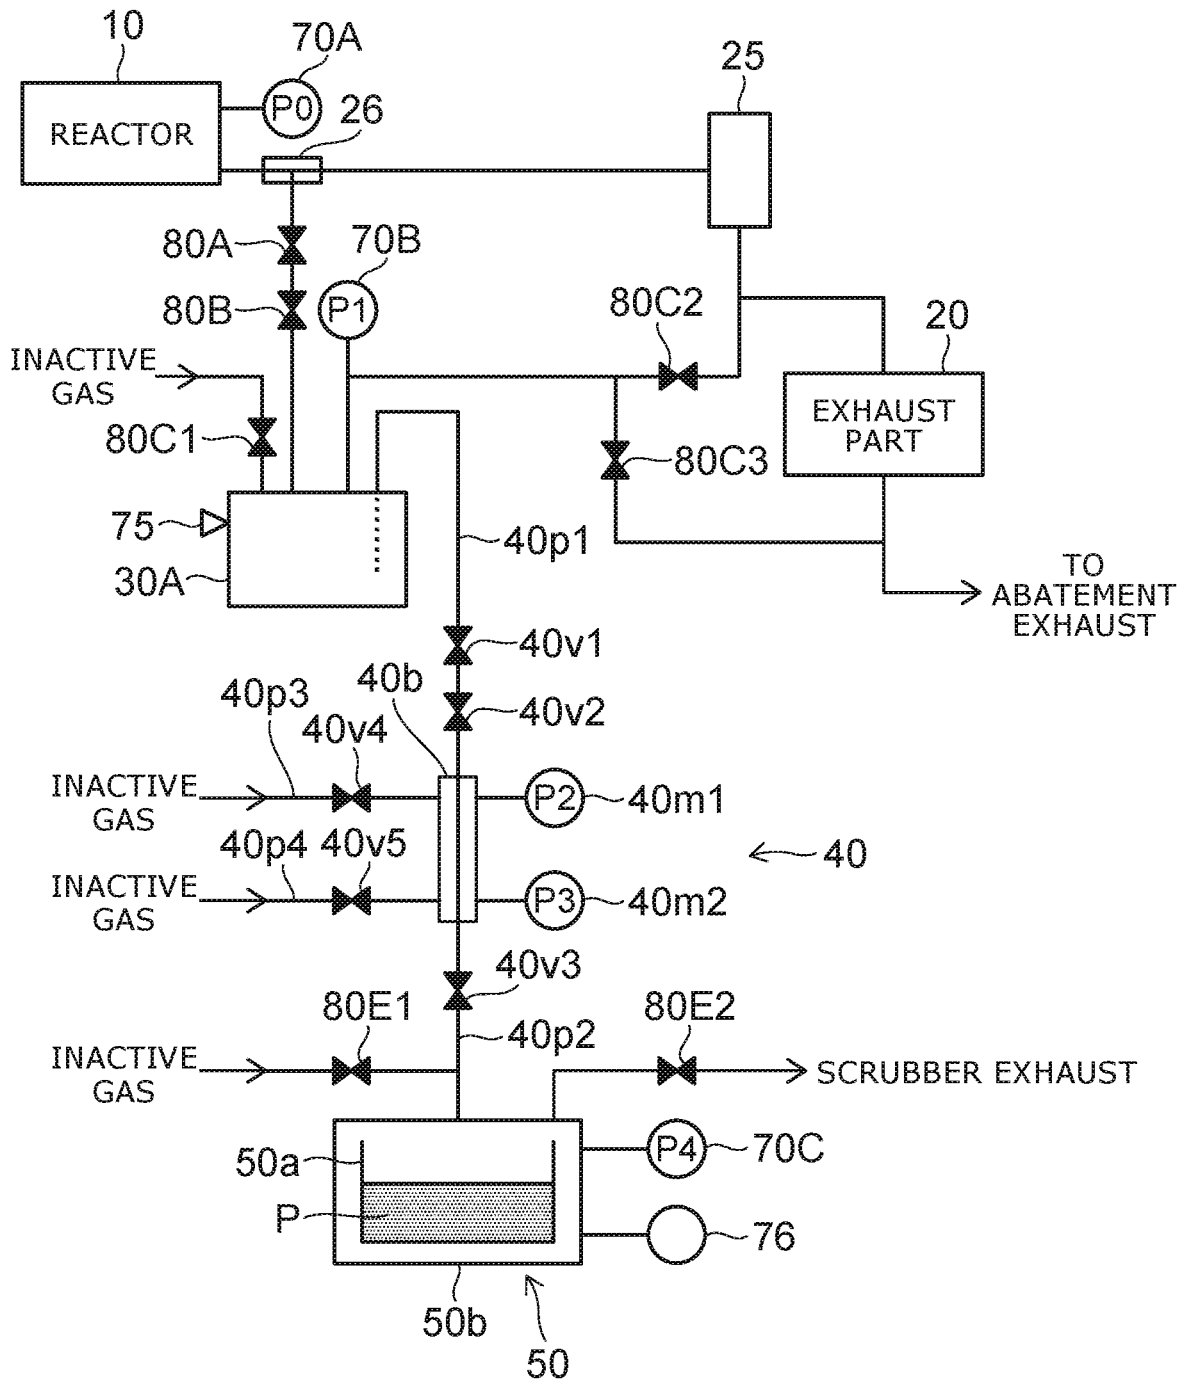 10
70A
25
P0
26
REACTOR
80A
70B
80B
P1
80C2
20
INACTIVE
GAS
EXHAUST
PART
80C1
80C3
75
40p1
30A
TO
ABATEMENT
EXHAUST
40v1
40b
40p3
40v4
40v2
INACTIVE
GAS
P2
40m1
40p4
40v5
40
INACTIVE
GAS
P3
40m2
40v3
80E1
80E2
40p2
INACTIVE
GAS
SCRUBBER EXHAUST
50a
P4
70C
P
76
50b
50